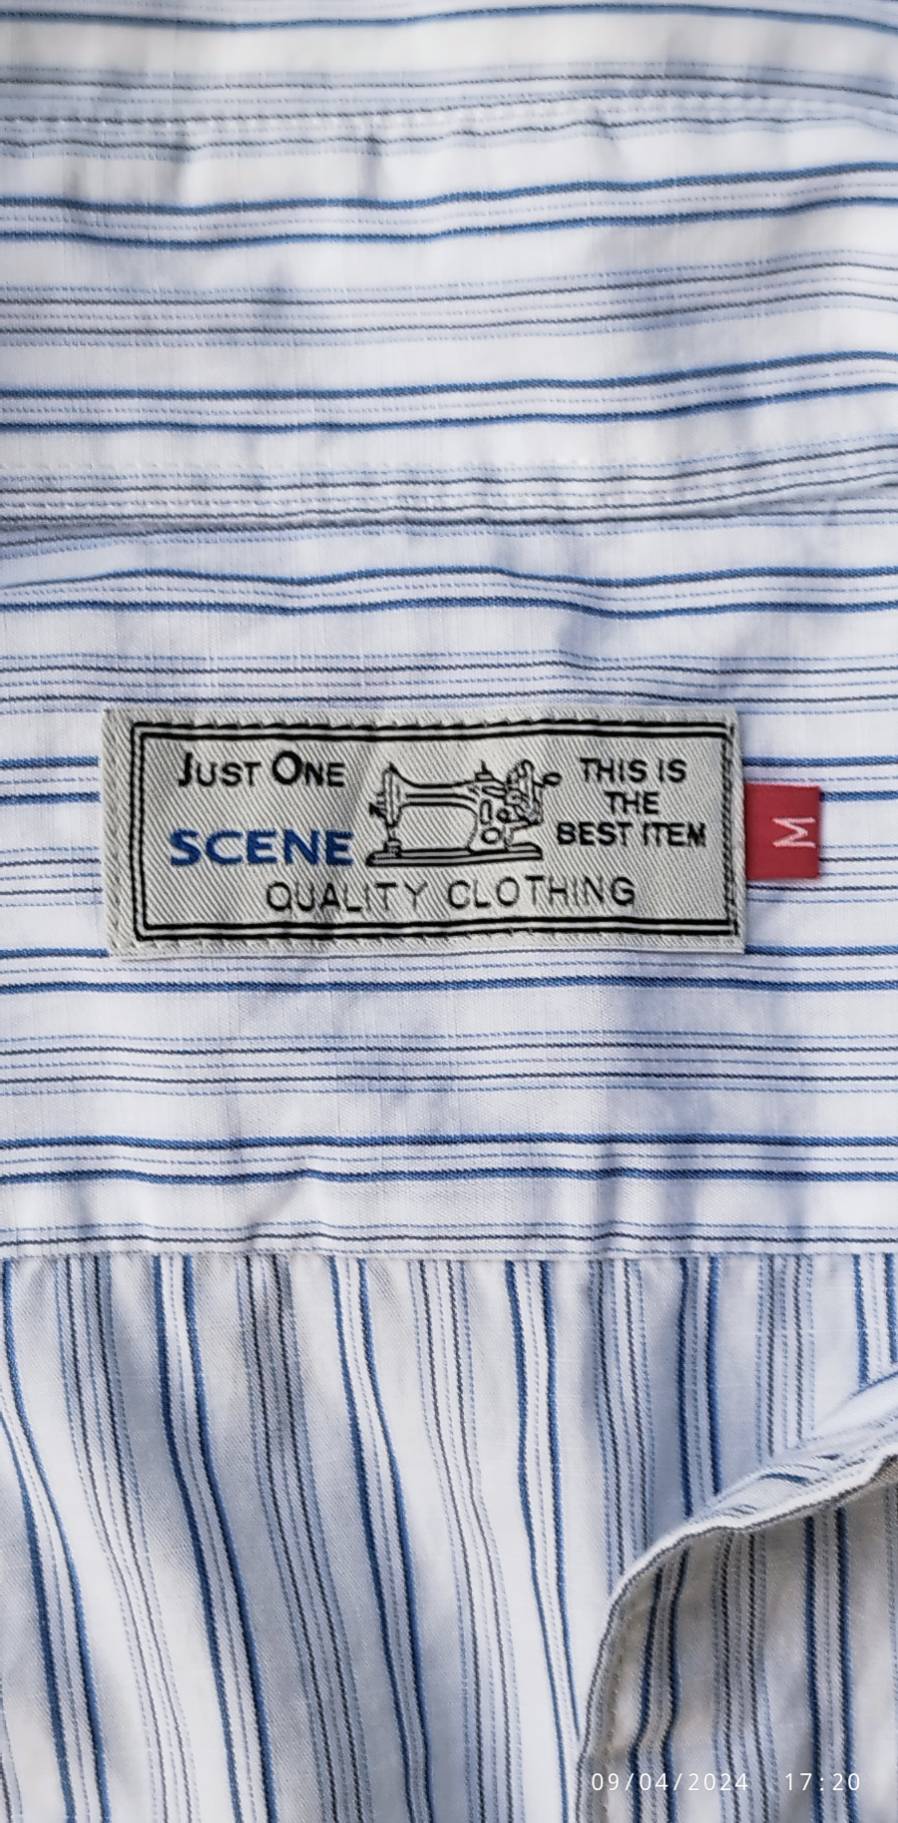 JUST ONE
SCENE
THIS IS
THE
BEST ITEM
QUALITY CLOTHING
M
09/04/2024 17:20